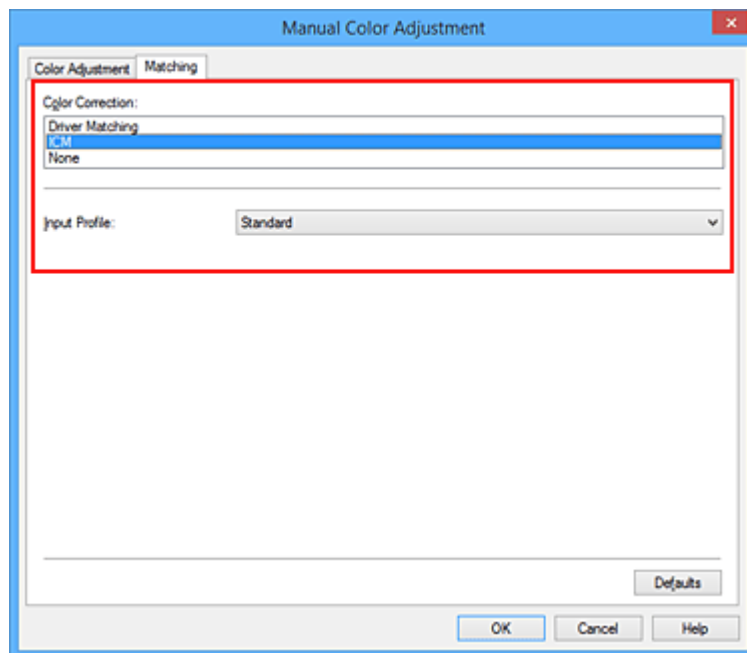 Manual Color Adjustment
Color Adjustment Matching
Color Correction:
Driver Matching
ICM
None
Input Profile: Standard
Defaults
OK Cancel Help